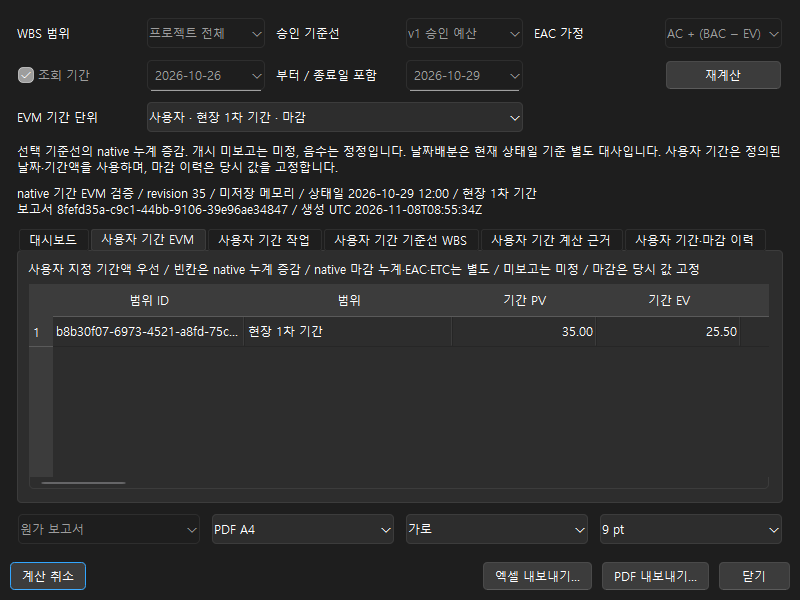 WBS 범위 프로젝트 전체 승인 기준선 v1 승인 예산 EAC 가정 AC + (BAC − EV)
조회 기간 2026-10-26 부터 / 종료일 포함 2026-10-29 재계산
EVM 기간 단위 사용자 · 현장 1차 기간 · 마감
선택 기준선의 native 누계 증감. 개시 미보고는 미정, 음수는 정정입니다. 날짜배분은 현재 상태일 기준 별도 대사입니다. 사용자 기간은 정의된
날짜·기간액을 사용하며, 마감 이력은 당시 값을 고정합니다.
native 기간 EVM 검증 / revision 35 / 미저장 메모리 / 상태일 2026-10-29 12:00 / 현장 1차 기간
보고서 8fefd35a-c9c1-44bb-9106-39e96ae34847 / 생성 UTC 2026-11-08T08:55:34Z
대시보드 사용자 기간 EVM 사용자 기간 작업 사용자 기간 기준선 WBS 사용자 기간 계산 근거 사용자 기간·마감 이력
사용자 지정 기간액 우선 / 빈칸은 native 누계 증감 / native 마감 누계·EAC·ETC는 별도 / 미보고는 미정 / 마감은 당시 값 고정
범위 ID 범위 기간 PV 기간 EV
1 b8b30f07-6973-4521-a8fd-75c... 현장 1차 기간 35.00 25.50
원가 보고서 PDF A4 가로 9 pt
계산 취소 엑셀 내보내기... PDF 내보내기... 닫기